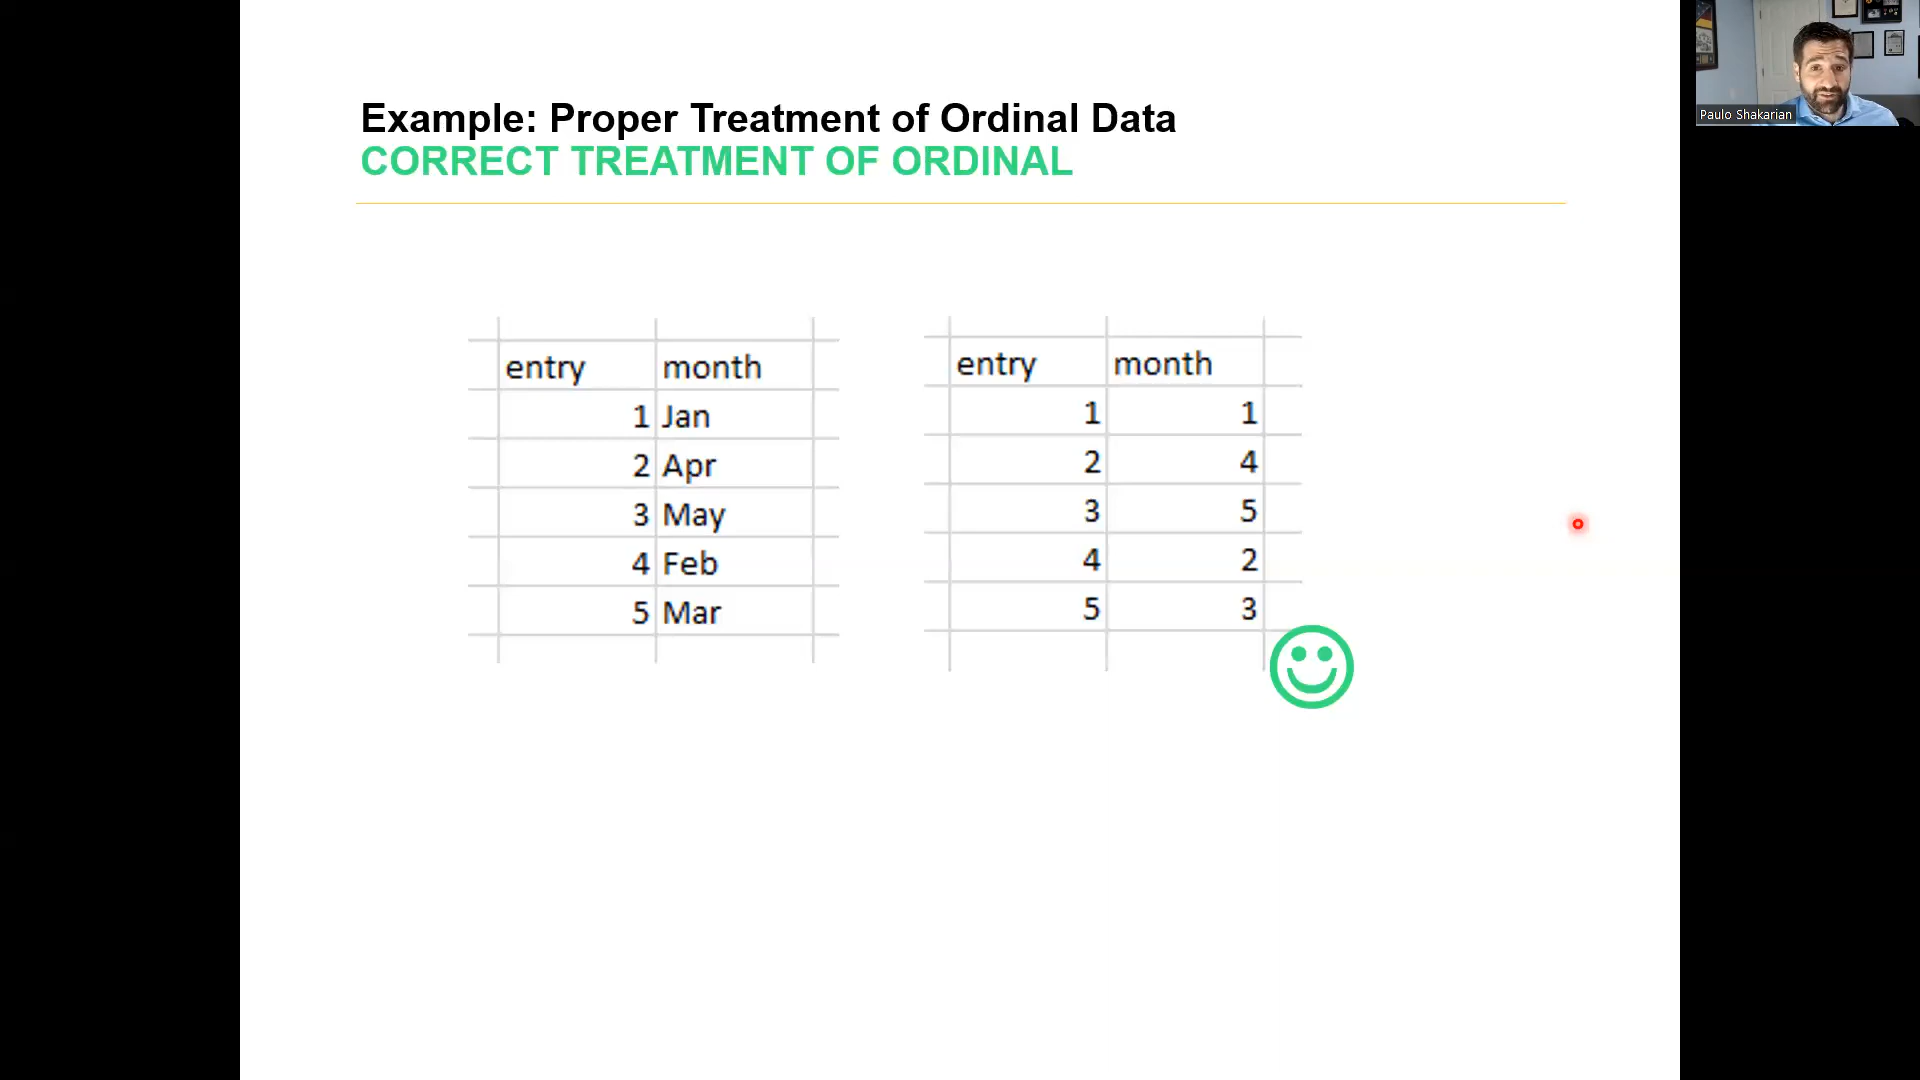 Example: Proper Treatment of Ordinal Data
CORRECT TREATMENT OF ORDINAL
entry month
1 Jan
2 Apr
3 May
4 Feb
5 Mar
entry month
1 1
2 4
3 5
4 2
5 3
Paulo Shakarian